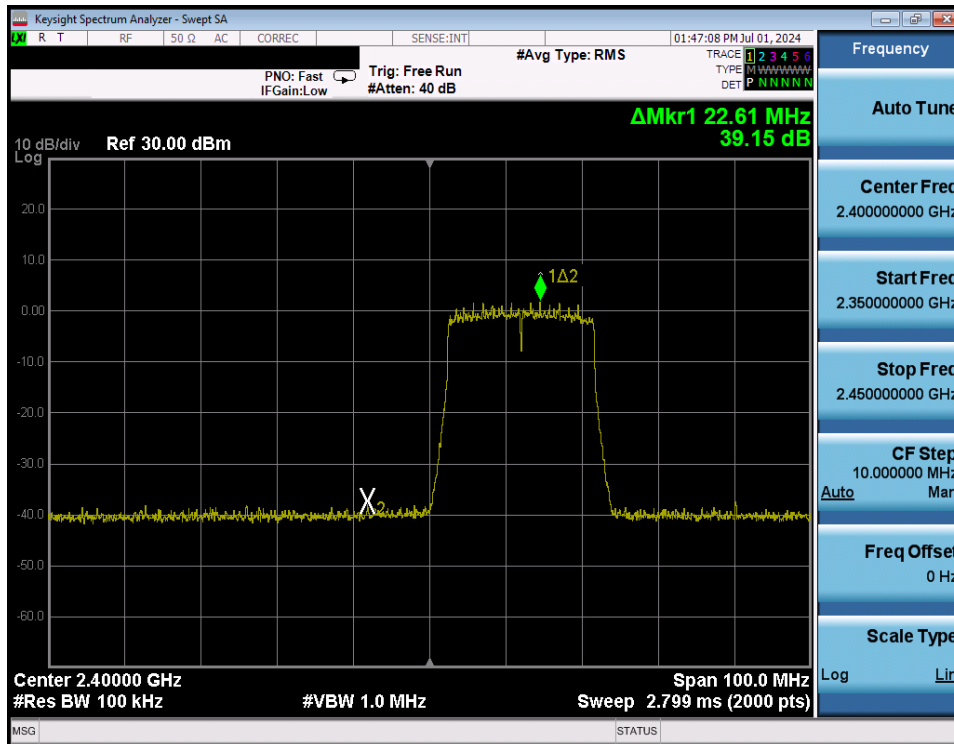 Keysight Spectrum Analyzer - Swept SA
LXI R T RF 50 Ω AC CORREC SENSE:INT 01:47:08 PM Jul 01, 2024
Frequency
#Avg Type: RMS
TRACE 1 2 3 4 5 6
PNO: Fast Trig: Free Run
TYPE M W W W W W
IFGain:Low #Atten: 40 dB
DET P N N N N N
Auto Tune
ΔMkr1 22.61 MHz
39.15 dB
10 dB/div Ref 30.00 dBm
Log
20.0
10.0
0.00
-10.0
-20.0
-30.0
-40.0
-50.0
-60.0
1Δ2
X2
Center Freq
2.400000000 GHz
Start Freq
2.350000000 GHz
Stop Freq
2.450000000 GHz
CF Step
10.000000 MHz
Auto Man
Freq Offset
0 Hz
Scale Type
Log Lin
Center 2.40000 GHz Span 100.0 MHz
#Res BW 100 kHz #VBW 1.0 MHz Sweep 2.799 ms (2000 pts)
MSG STATUS